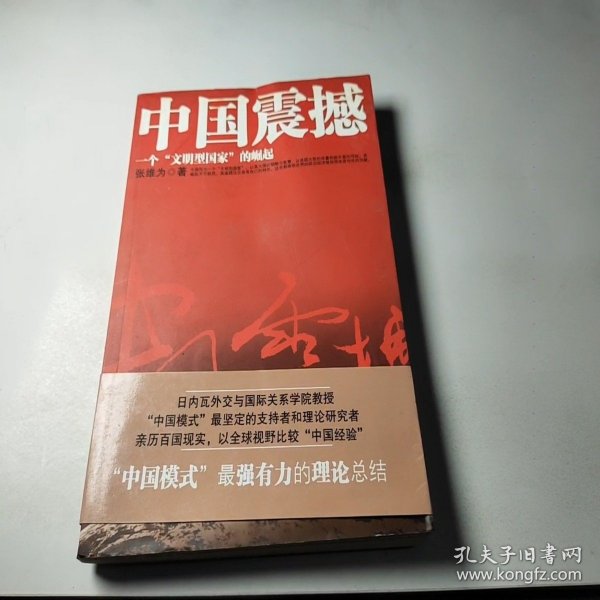 中国震撼
一个“文明型国家”的崛起
张维为◎著
日内瓦外交与国际关系学院教授
“中国模式”最坚定的支持者和理论研究者
亲历百国现实，以全球视野比较“中国经验”
“中国模式”最强有力的理论总结
孔夫子旧书网
www.kongfz.com